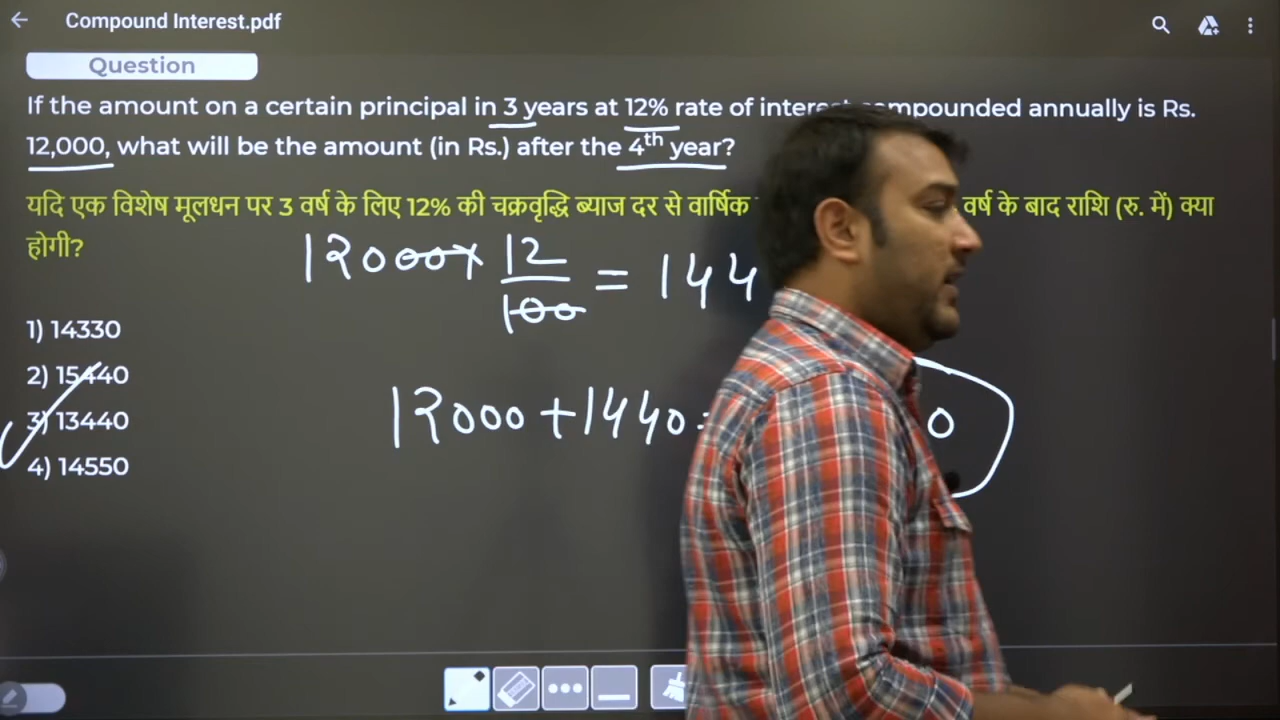 Compound Interest.pdf
Question
If the amount on a certain principal in 3 years at 12% rate of interest compounded annually is Rs.
12,000, what will be the amount (in Rs.) after the 4th year?
यदि एक विशेष मूलधन पर 3 वर्ष के लिए 12% की चक्रवृद्धि ब्याज दर से वार्षिक वर्ष के बाद राशि (रु. में) क्या
होगी?
12000 × 12/100 = 144
1) 14330
2) 15440
12000 + 1440 = 0
3) 13440
4) 14550